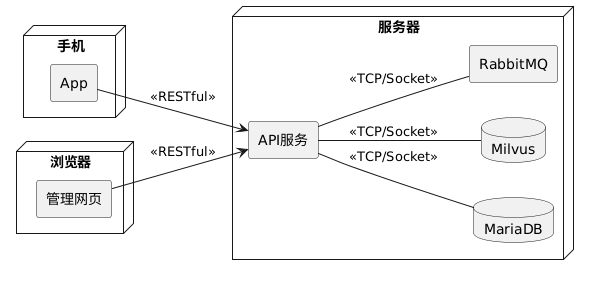 手机
App
«RESTful»
浏览器
管理网页
«RESTful»
服务器
API服务
«TCP/Socket»
RabbitMQ
«TCP/Socket»
Milvus
«TCP/Socket»
MariaDB